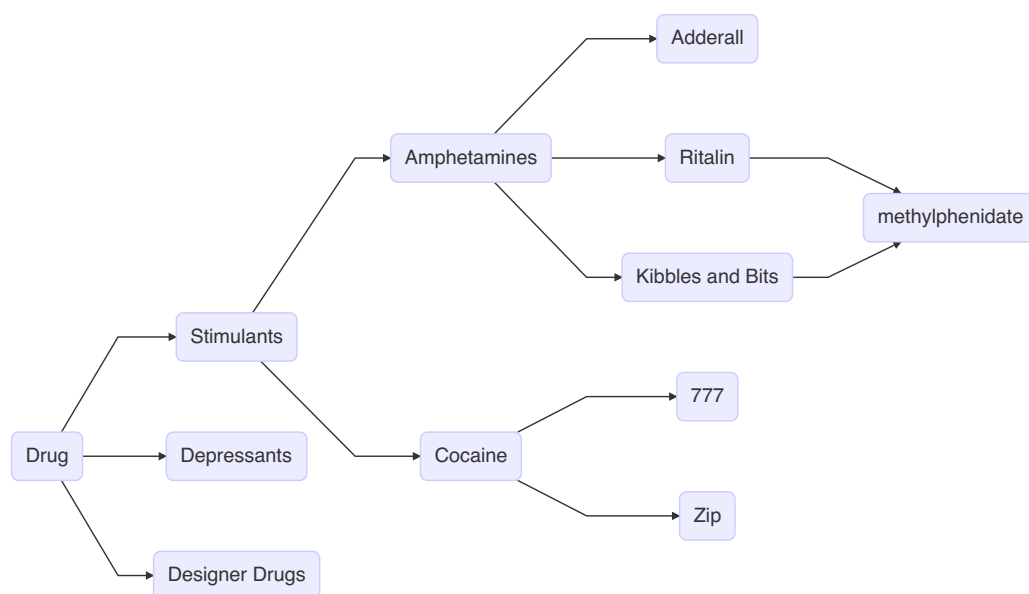 Adderall
Amphetamines
Ritalin
methylphenidate
Kibbles and Bits
Stimulants
777
Drug
Depressants
Cocaine
Zip
Designer Drugs